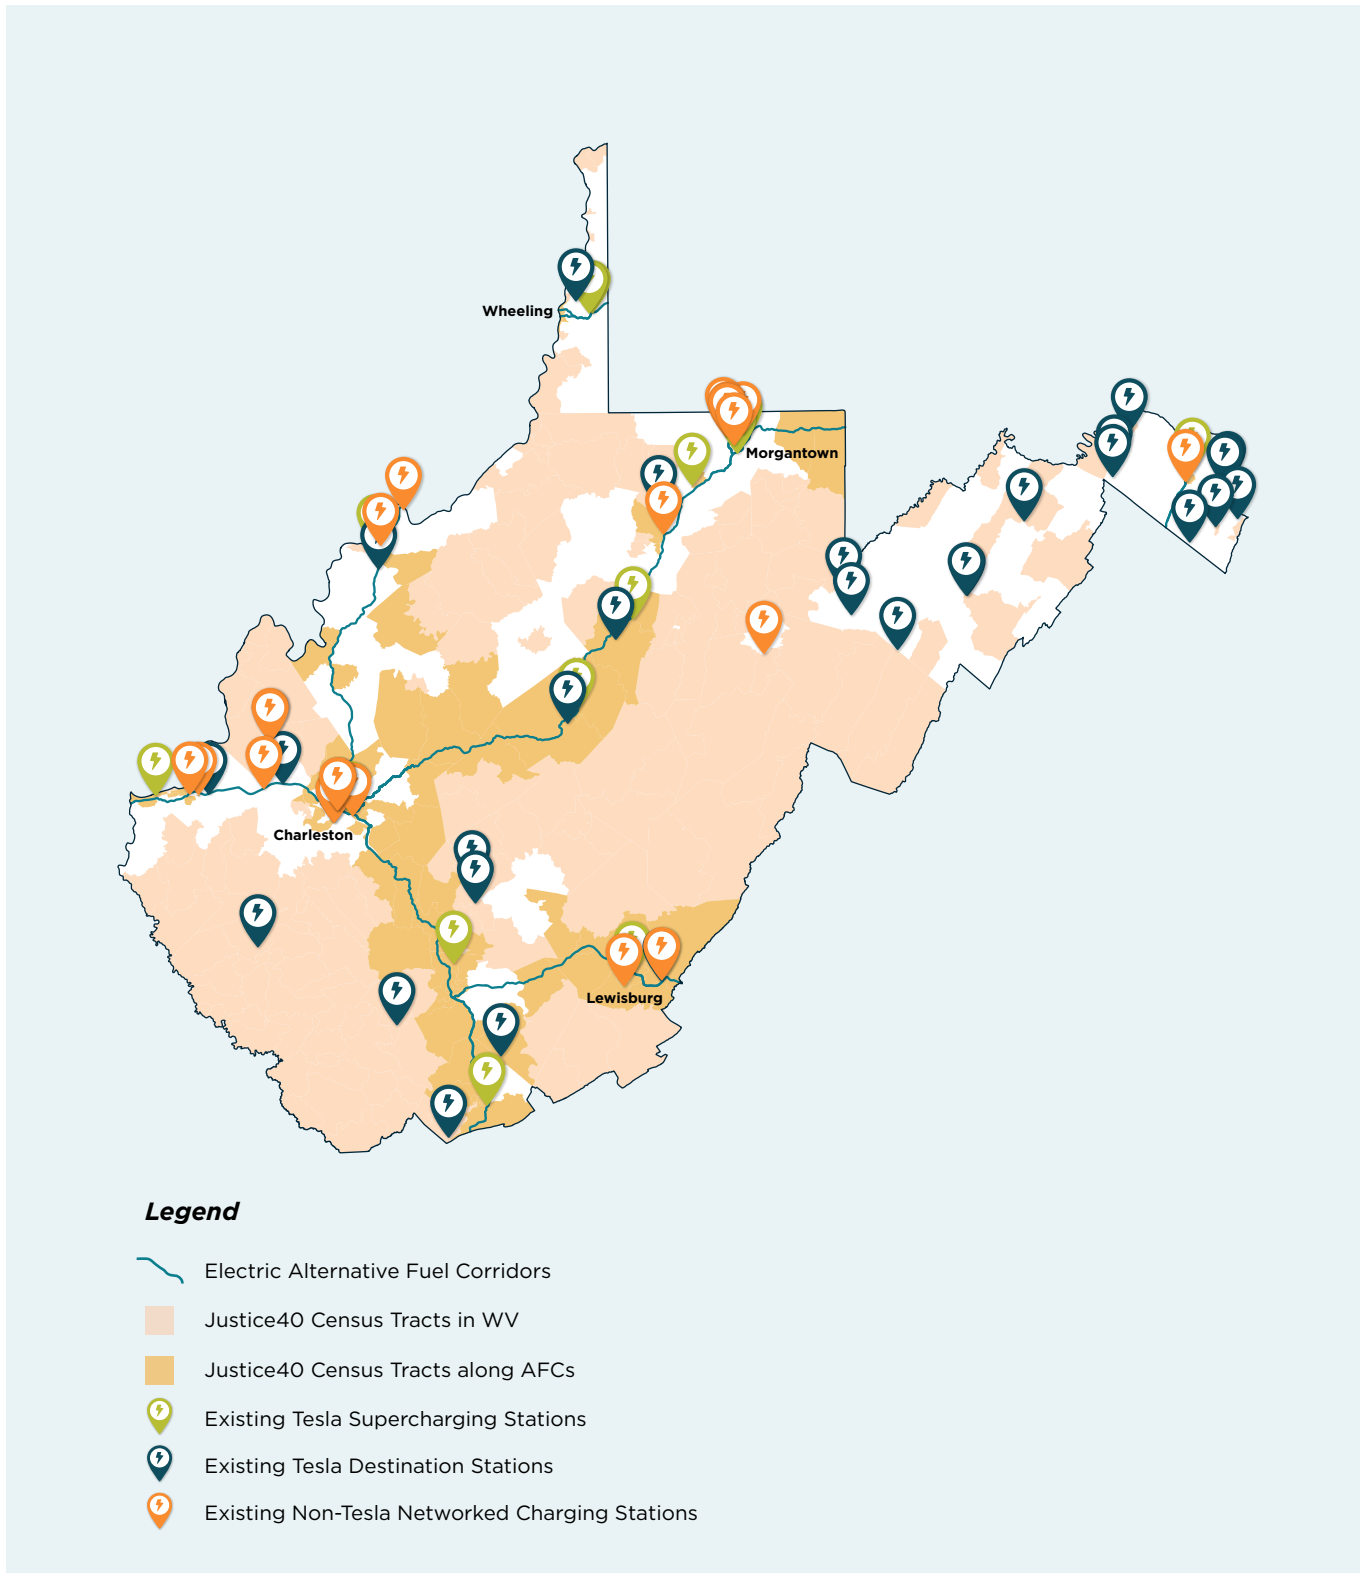 Wheeling
Morgantown
Charleston
Lewisburg
Legend
Electric Alternative Fuel Corridors
Justice40 Census Tracts in WV
Justice40 Census Tracts along AFCs
Existing Tesla Supercharging Stations
Existing Tesla Destination Stations
Existing Non-Tesla Networked Charging Stations